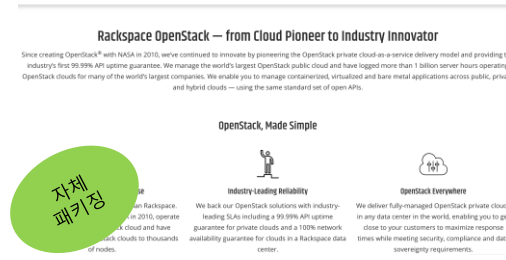 Rackspace OpenStack — from Cloud Pioneer to Industry Innovator
Since creating OpenStack® with NASA in 2010, we've continued to innovate by pioneering the OpenStack private cloud-as-a-service delivery model and providing
industry's first 99.99% API uptime guarantee. We manage the world's largest OpenStack public cloud and have logged more than 1 billion server hours operating
OpenStack clouds for many of the world's largest companies. We enable you to manage containerized, virtualized and bare metal applications across public,
and hybrid clouds — using the same standard set of open APIs.
OpenStack, Made Simple
자체
패키징
Rackspace.
in 2010, operate
cloud and have
clouds to thousands
of nodes.
Industry-Leading Reliability
We back our OpenStack solutions with industry-
leading SLAs including a 99.99% API uptime
guarantee for private clouds and a 100% network
availability guarantee for clouds in a Rackspace data
center.
OpenStack Everywhere
We deliver fully-managed OpenStack private
in any data center in the world, enabling you to
close to your customers to maximize response
times while meeting security, compliance and
sovereignty requirements.